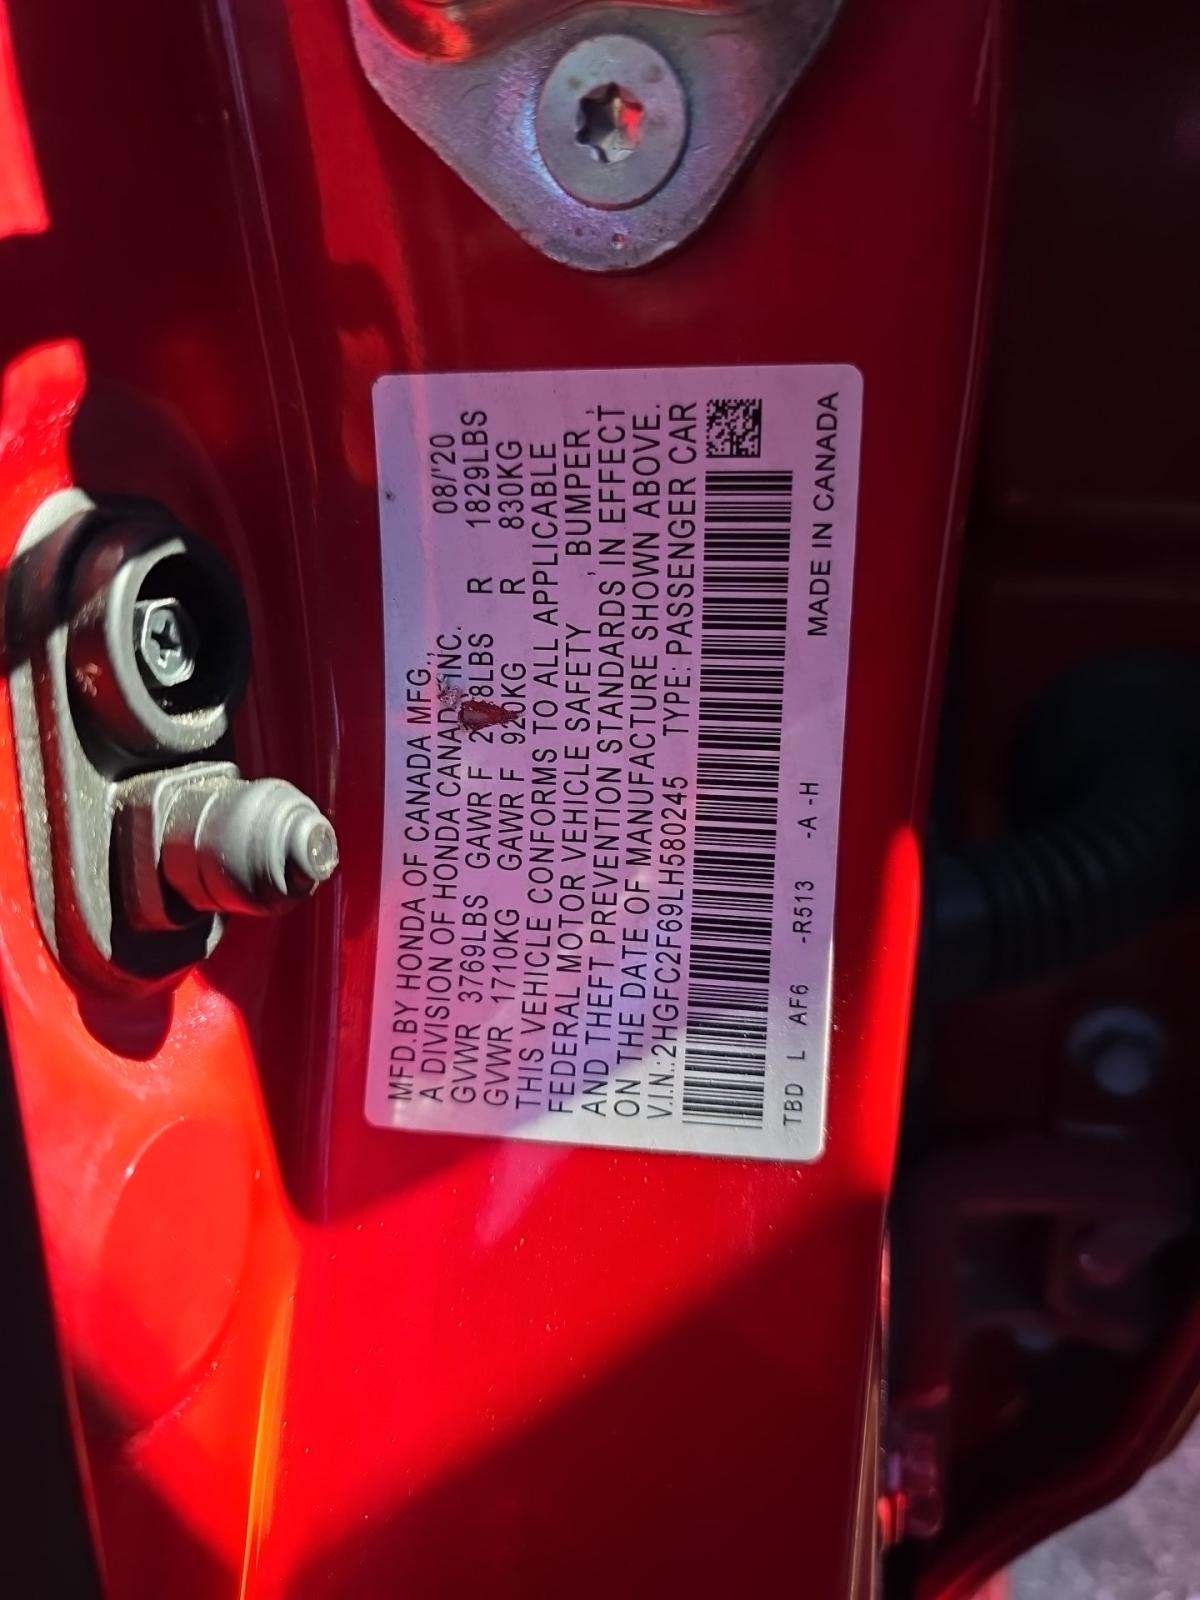 MFD.BY HONDA OF CANADA MFG.,
A DIVISION OF HONDA CANADA INC. 08/'20
GVWR 3769LBS GAWR F R 1829LBS
GVWR 1710KG GAWR F 920KG R 830KG
THIS VEHICLE CONFORMS TO ALL APPLICABLE
FEDERAL MOTOR VEHICLE SAFETY , BUMPER,
AND THEFT PREVENTION STANDARDS IN EFFECT
ON THE DATE OF MANUFACTURE SHOWN ABOVE.
V.I.N.:2HGFC2F69LH580245 TYPE: PASSENGER CAR
TBD L AF6 -R513 -A -H MADE IN CANADA